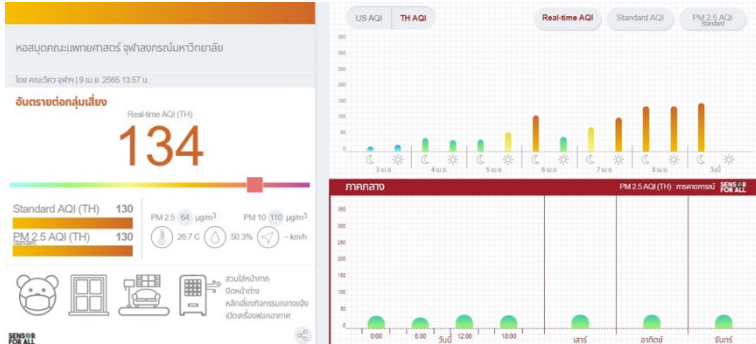 หอสมุดคณะแพทยศาสตร์ จุฬาลงกรณ์มหาวิทยาลัย
โดย คณะวิศว จุฬาฯ | 9 เม.ย. 2565 13:57 น.
อันตรายต่อกลุ่มเสี่ยง
Real-time AQI (TH)
134
Standard AQI (TH) 130
PM 2.5 AQI (TH) 130
Standard
PM 2.5 64 µg/m³ PM 10 110 µg/m³
26.7 C 50.3% - km/h
สวมใส่หน้ากาก
ปิดหน้าต่าง
หลีกเลี่ยงกิจกรรมกลางแจ้ง
เปิดเครื่องฟอกอากาศ
SENSOR
FOR ALL
US AQI TH AQI Real-time AQI Standard AQI PM 2.5 AQI
Standard
300
250
200
150
100
50
0
3 เม.ย. 4 เม.ย. 5 เม.ย. 6 เม.ย. 7 เม.ย. 8 เม.ย. วันนี้
ภาคกลาง PM 2.5 AQI (TH) : การคาดการณ์ SENSOR
FOR ALL
300
250
200
150
100
50
0
0:00 6:00 วันนี้ 12:00 18:00 เสาร์ อาทิตย์ จันทร์